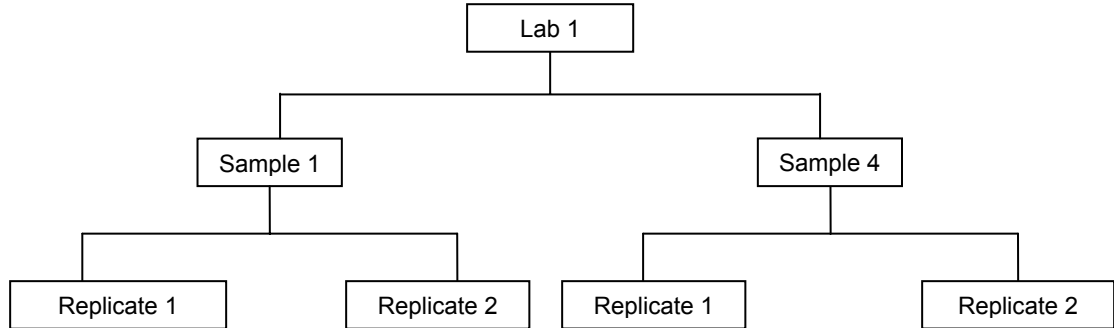 Lab 1
Sample 1
Sample 4
Replicate 1
Replicate 2
Replicate 1
Replicate 2